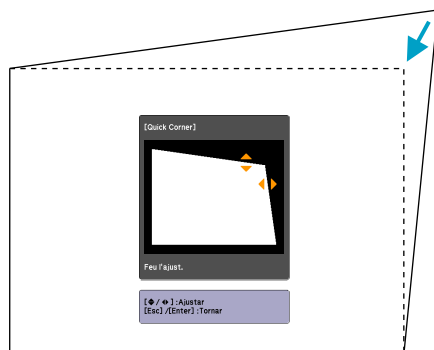 [Quick Corner]
Feu l'ajust.
[ / ] :Ajustar
[Esc] /[Enter] :Tornar